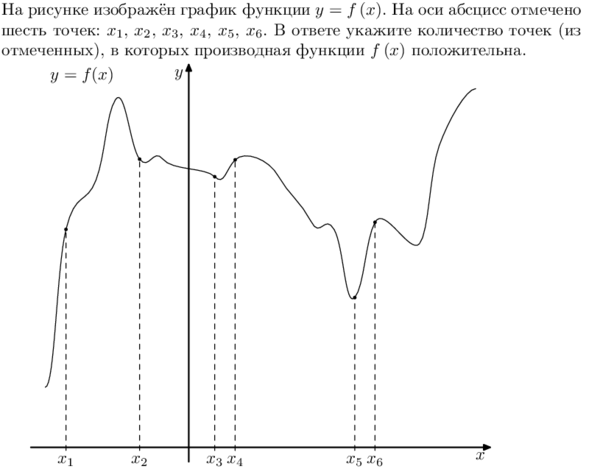 На рисунке изображён график функции y = f (x). На оси абсцисс отмечено
шесть точек: x₁, x₂, x₃, x₄, x₅, x₆. В ответе укажите количество точек (из
отмеченных), в которых производная функции f (x) положительна.
y = f(x)
y
x₁ x₂ x₃ x₄ x₅ x₆ x